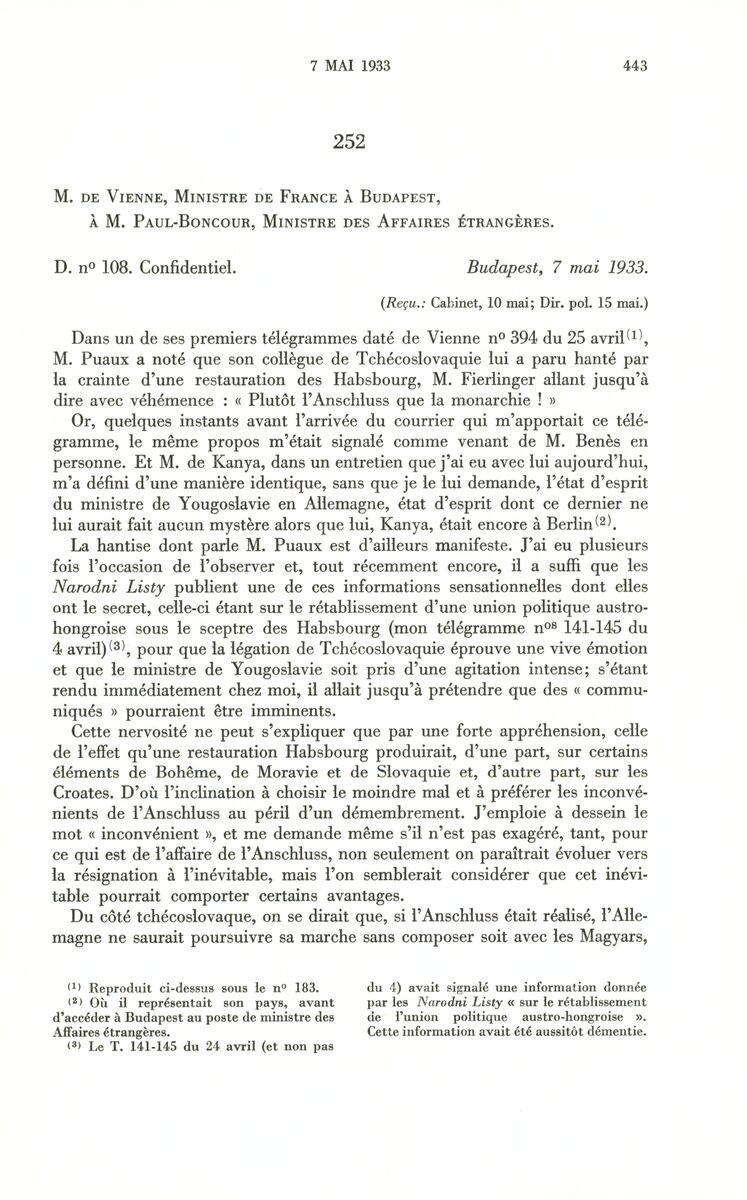 7 MAI 1933 443
252
M. de Vienne, Ministre de France à Budapest,
à M. Paul-Boncour, Ministre des Affaires étrangères.
D. nº 108. Confidentiel. Budapest, 7 mai 1933.
(Reçu.: Cabinet, 10 mai; Dir. pol. 15 mai.)
Dans un de ses premiers télégrammes daté de Vienne nº 394 du 25 avril(1),
M. Puaux a noté que son collègue de Tchécoslovaquie lui a paru hanté par
la crainte d'une restauration des Habsbourg, M. Fierlinger allant jusqu'à
dire avec véhémence : « Plutôt l'Anschluss que la monarchie ! »
Or, quelques instants avant l'arrivée du courrier qui m'apportait ce télé-
gramme, le même propos m'était signalé comme venant de M. Benès en
personne. Et M. de Kanya, dans un entretien que j'ai eu avec lui aujourd'hui,
m'a défini d'une manière identique, sans que je le lui demande, l'état d'esprit
du ministre de Yougoslavie en Allemagne, état d'esprit dont ce dernier ne
lui aurait fait aucun mystère alors que lui, Kanya, était encore à Berlin(2).
La hantise dont parle M. Puaux est d'ailleurs manifeste. J'ai eu plusieurs
fois l'occasion de l'observer et, tout récemment encore, il a suffi que les
Narodni Listy publient une de ces informations sensationnelles dont elles
ont le secret, celle-ci étant sur le rétablissement d'une union politique austro-
hongroise sous le sceptre des Habsbourg (mon télégramme nos 141-145 du
4 avril)(3), pour que la légation de Tchécoslovaquie éprouve une vive émotion
et que le ministre de Yougoslavie soit pris d'une agitation intense; s'étant
rendu immédiatement chez moi, il allait jusqu'à prétendre que des « commu-
niqués » pourraient être imminents.
Cette nervosité ne peut s'expliquer que par une forte appréhension, celle
de l'effet qu'une restauration Habsbourg produirait, d'une part, sur certains
éléments de Bohême, de Moravie et de Slovaquie et, d'autre part, sur les
Croates. D'où l'inclination à choisir le moindre mal et à préférer les inconvé-
nients de l'Anschluss au péril d'un démembrement. J'emploie à dessein le
mot « inconvénient », et me demande même s'il n'est pas exagéré, tant, pour
ce qui est de l'affaire de l'Anschluss, non seulement on paraîtrait évoluer vers
la résignation à l'inévitable, mais l'on semblerait considérer que cet inévi-
table pourrait comporter certains avantages.
Du côté tchécoslovaque, on se dirait que, si l'Anschluss était réalisé, l'Alle-
magne ne saurait poursuivre sa marche sans composer soit avec les Magyars,
(1) Reproduit ci-dessus sous le nº 183.
(2) Où il représentait son pays, avant
d'accéder à Budapest au poste de ministre des
Affaires étrangères.
(3) Le T. 141-145 du 24 avril (et non pas
du 4) avait signalé une information donnée
par les Narodni Listy « sur le rétablissement
de l'union politique austro-hongroise ».
Cette information avait été aussitôt démentie.